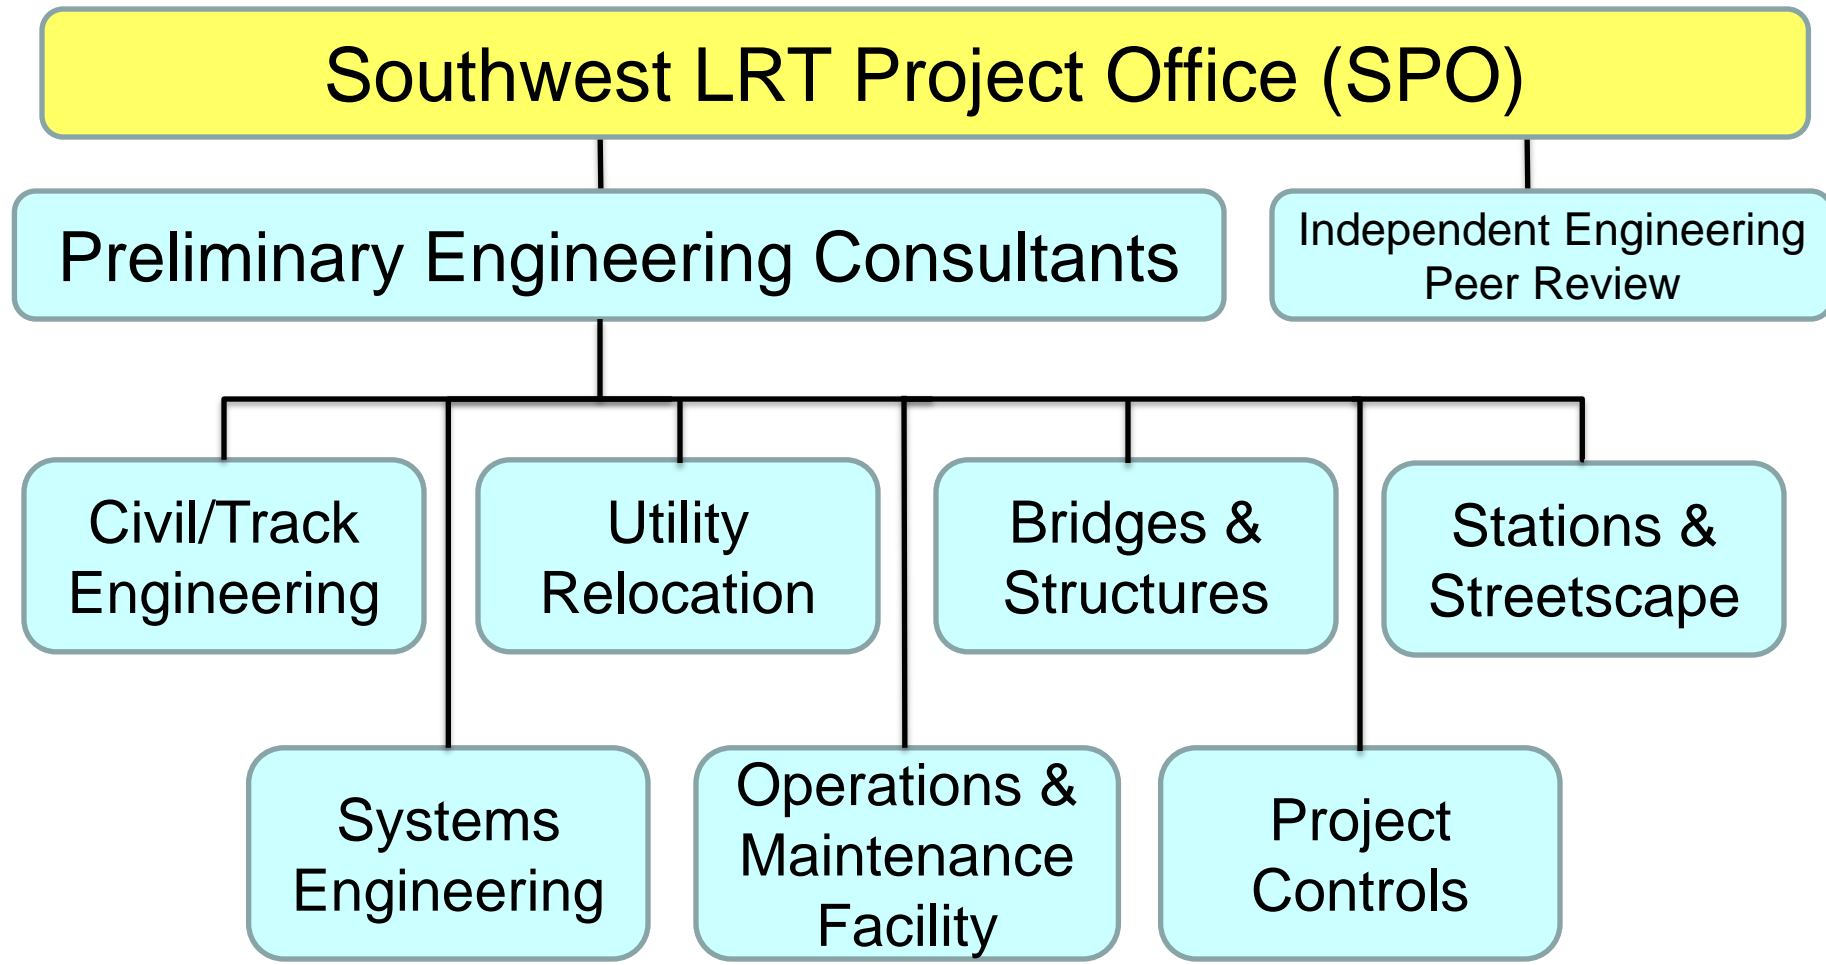 Southwest LRT Project Office (SPO)
Preliminary Engineering Consultants
Independent Engineering
Peer Review
Civil/Track
Engineering
Utility
Relocation
Bridges &
Structures
Stations &
Streetscape
Systems
Engineering
Operations &
Maintenance
Facility
Project
Controls